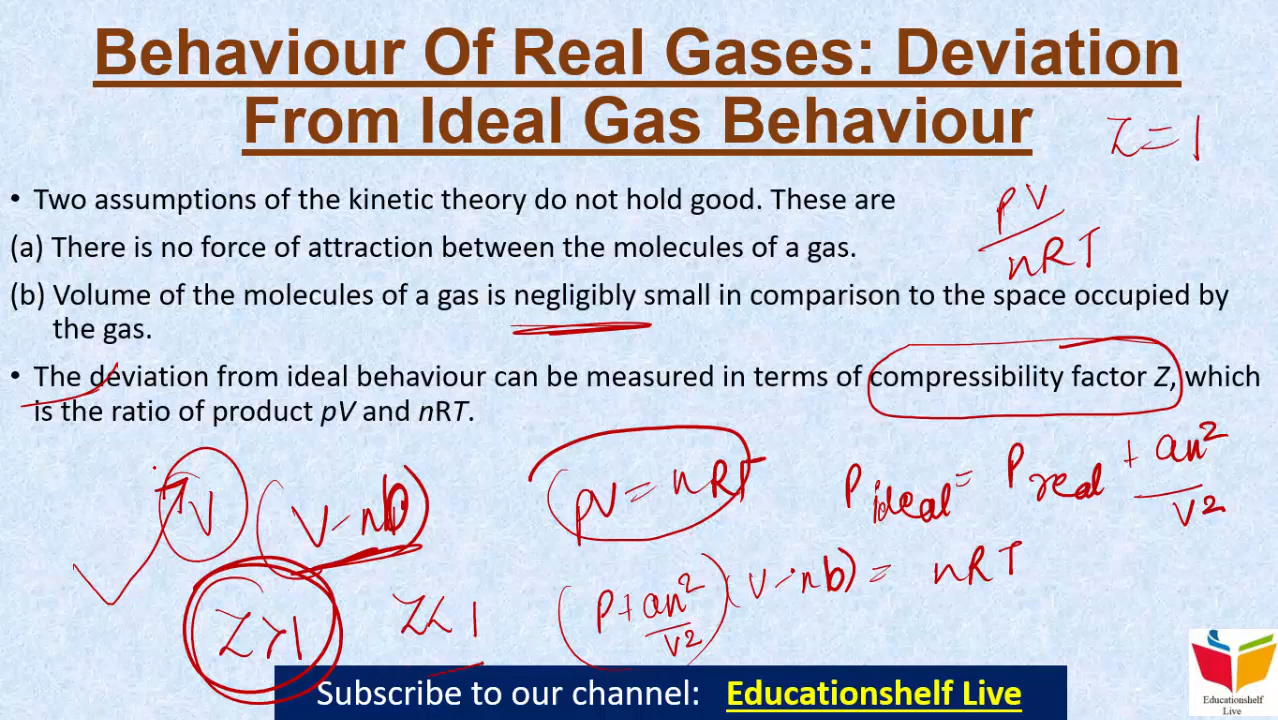 Behaviour Of Real Gases: Deviation
From Ideal Gas Behaviour
Z=1
• Two assumptions of the kinetic theory do not hold good. These are
PV
nRT
(a) There is no force of attraction between the molecules of a gas.
(b) Volume of the molecules of a gas is negligibly small in comparison to the space occupied by
the gas.
• The deviation from ideal behaviour can be measured in terms of compressibility factor Z, which
is the ratio of product pV and nRT.
V (V-nb) PV = nRT P ideal = P real + an²/V²
Z>1 Z<1 (P+an²/V²)(V-nb) = nRT
Subscribe to our channel: Educationshelf Live
Educationshelf
Live